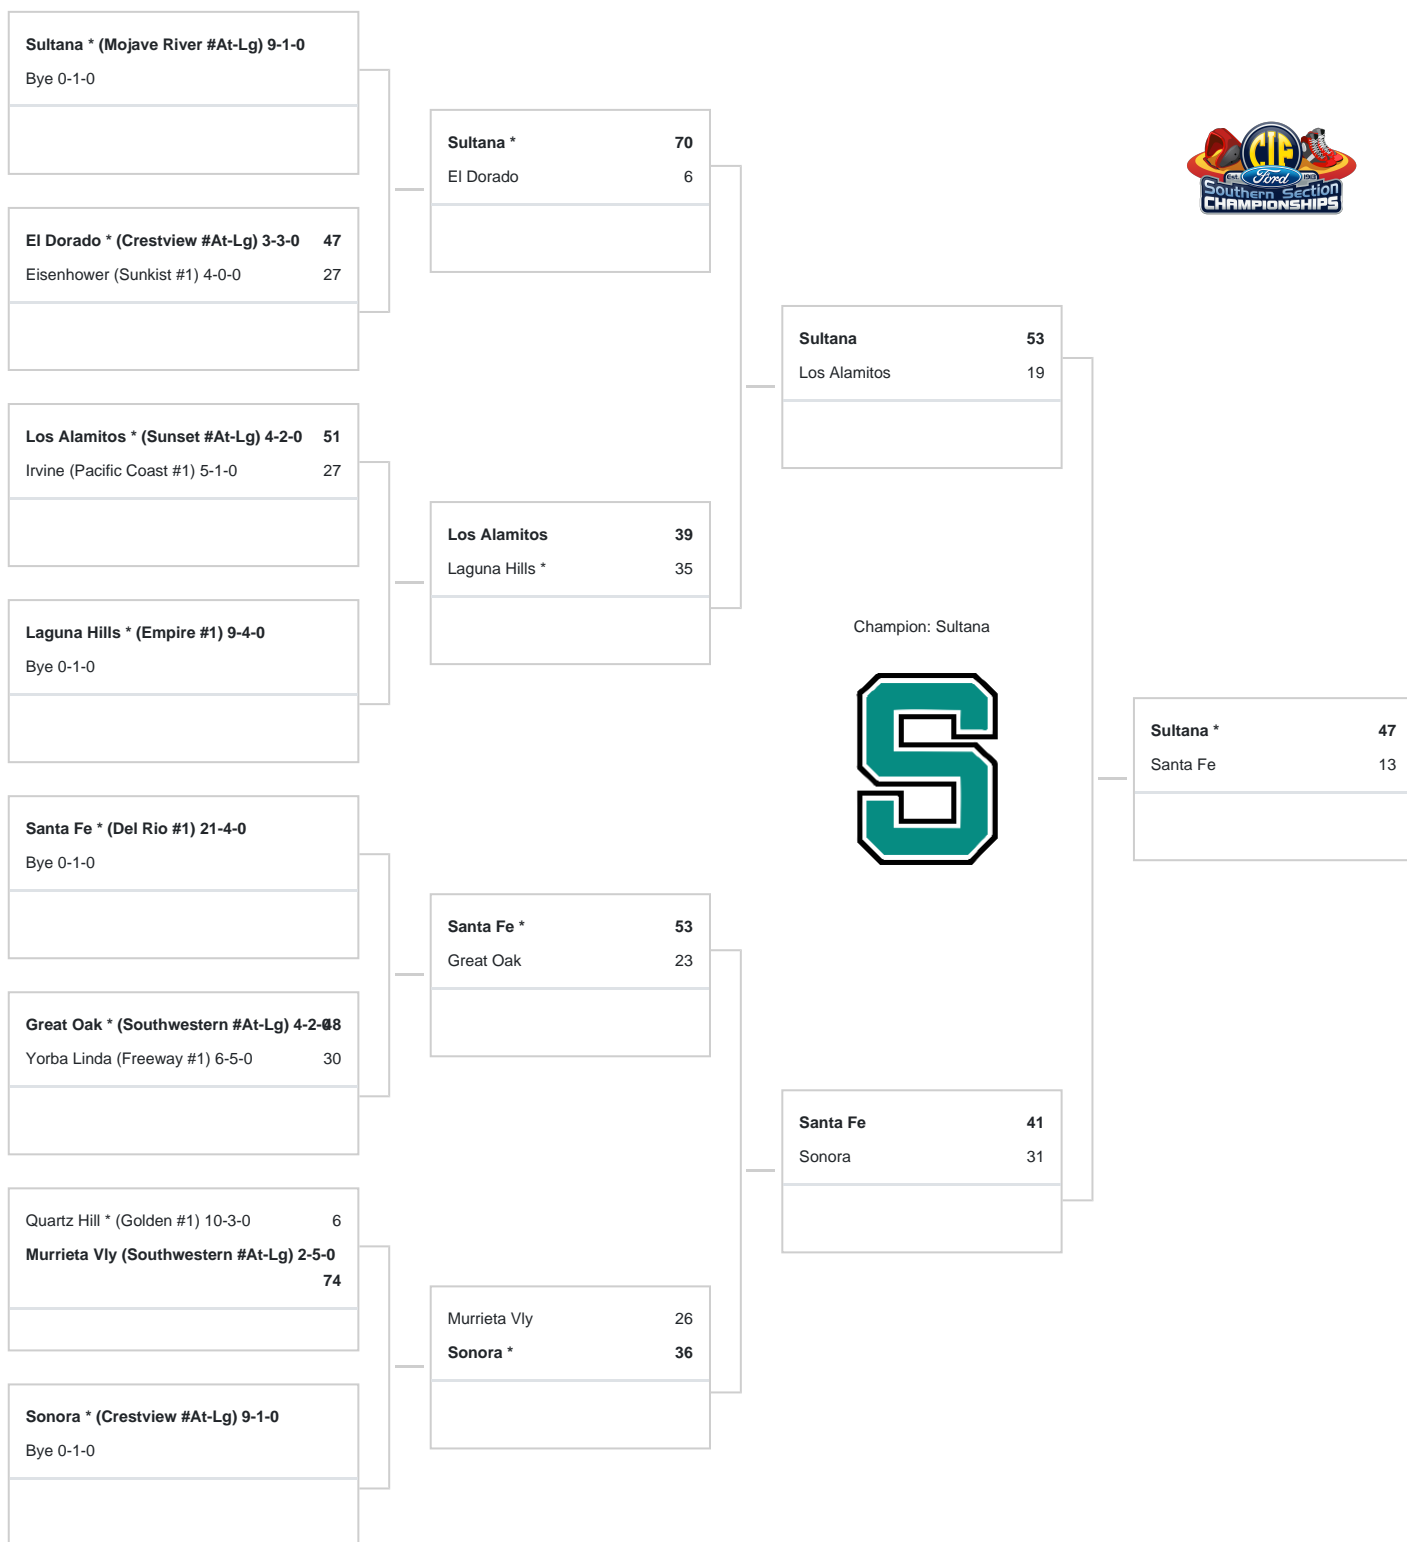 Sultana * (Mojave River #At-Lg) 9-1-0
Bye 0-1-0
El Dorado * (Crestview #At-Lg) 3-3-0 47
Eisenhower (Sunkist #1) 4-0-0 27
Los Alamitos * (Sunset #At-Lg) 4-2-0 51
Irvine (Pacific Coast #1) 5-1-0 27
Laguna Hills * (Empire #1) 9-4-0
Bye 0-1-0
Santa Fe * (Del Rio #1) 21-4-0
Bye 0-1-0
Great Oak * (Southwestern #At-Lg) 4-2-0 48
Yorba Linda (Freeway #1) 6-5-0 30
Quartz Hill * (Golden #1) 10-3-0 6
Murrieta Vly (Southwestern #At-Lg) 2-5-0
74
Sonora * (Crestview #At-Lg) 9-1-0
Bye 0-1-0
Sultana * 70
El Dorado 6
Los Alamitos 39
Laguna Hills * 35
Santa Fe * 53
Great Oak 23
Murrieta Vly 26
Sonora * 36
Sultana 53
Los Alamitos 19
Santa Fe 41
Sonora 31
Champion: Sultana
S
CIF
Est. 1913
Ford
Southern Section
CHAMPIONSHIPS
Sultana * 47
Santa Fe 13